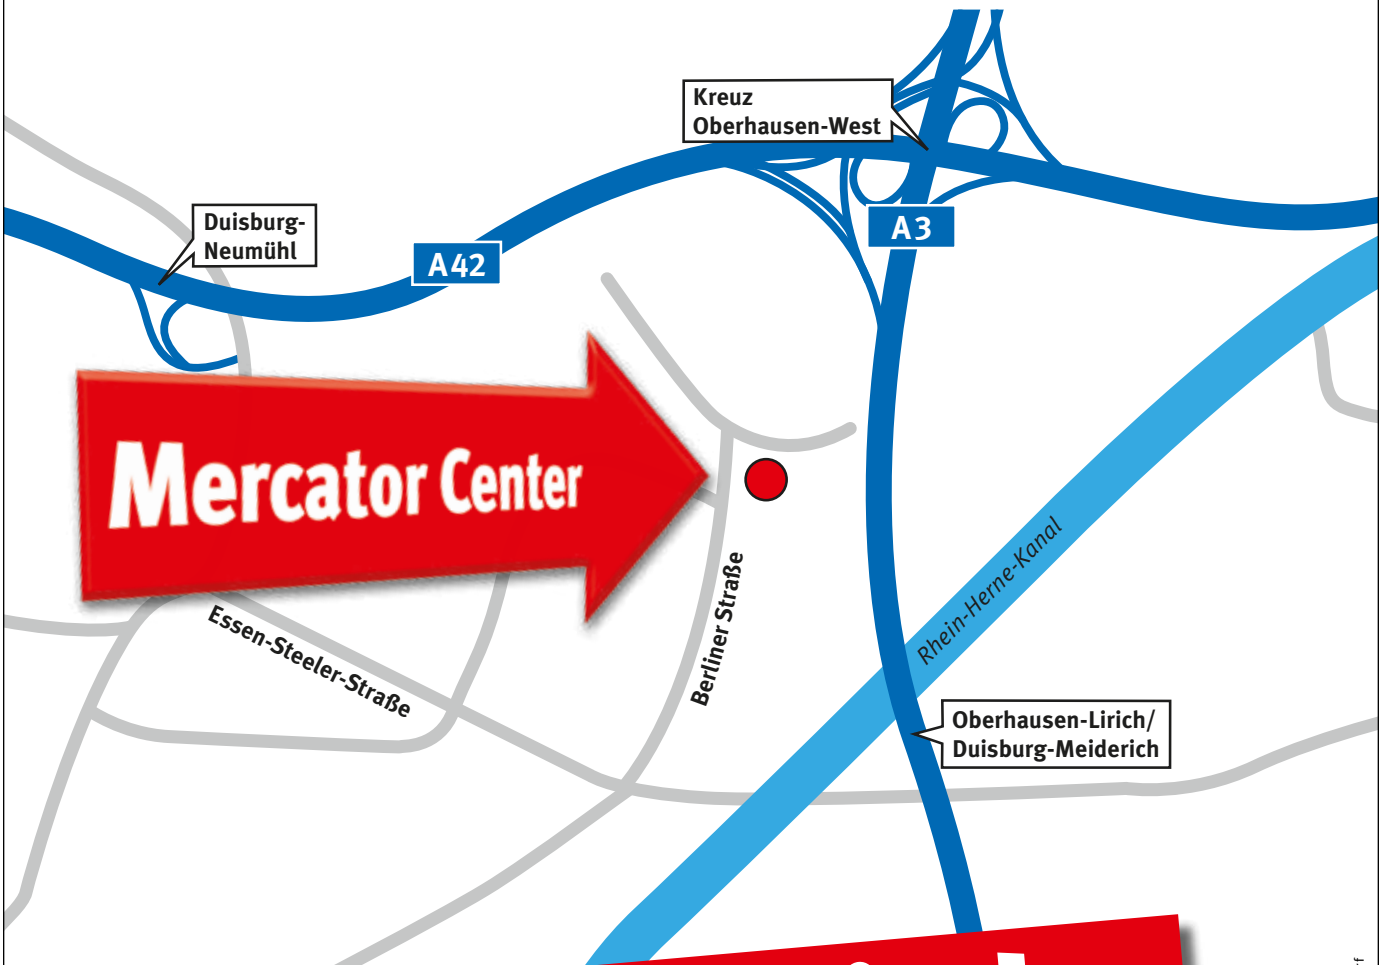 Kreuz
Oberhausen-West
Duisburg-
Neumühl
A3
A42
Mercator Center
Rhein-Herne-Kanal
Berliner Straße
Essen-Steeler-Straße
Oberhausen-Lirich/
Duisburg-Meiderich